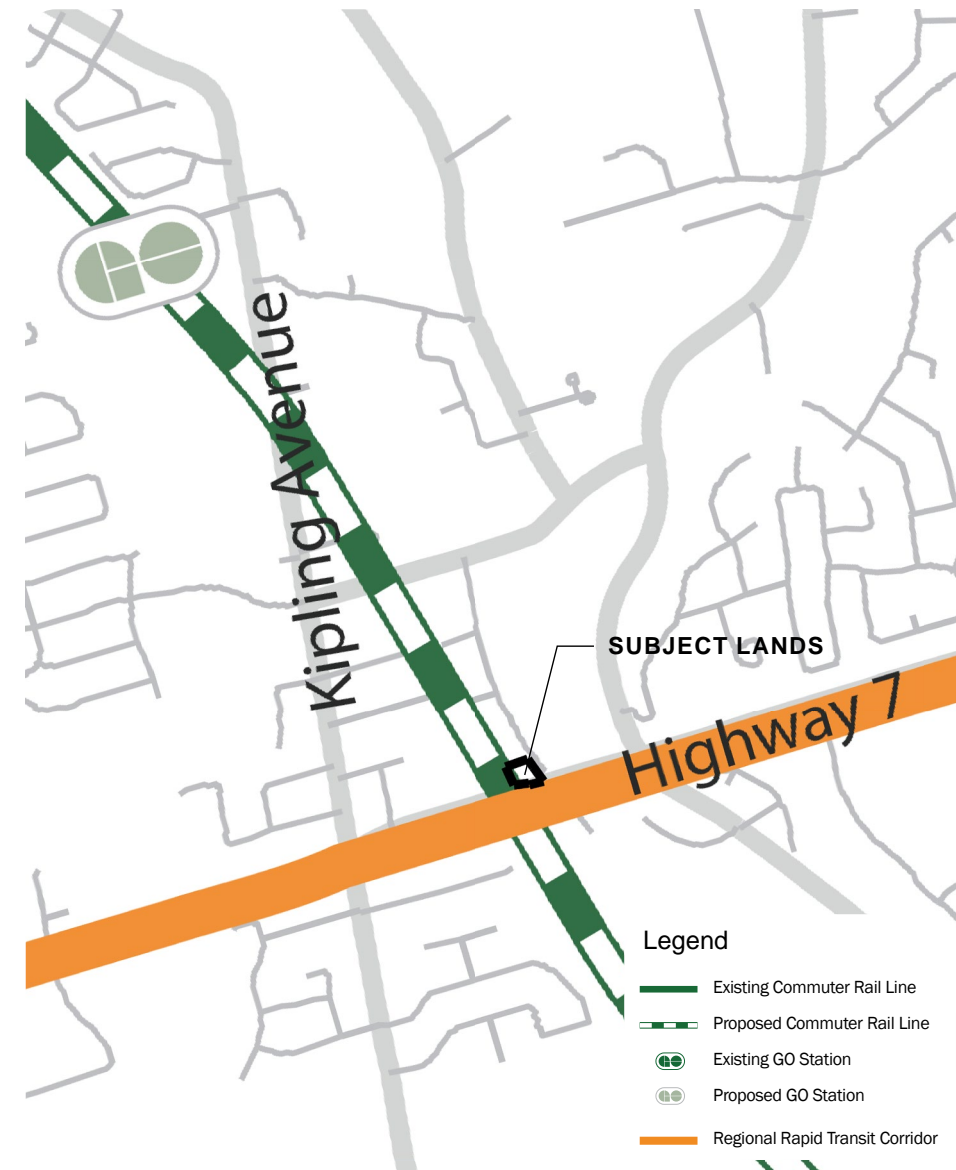 Kipling Avenue
SUBJECT LANDS
Highway 7
Legend
Existing Commuter Rail Line
Proposed Commuter Rail Line
Existing GO Station
Proposed GO Station
Regional Rapid Transit Corridor